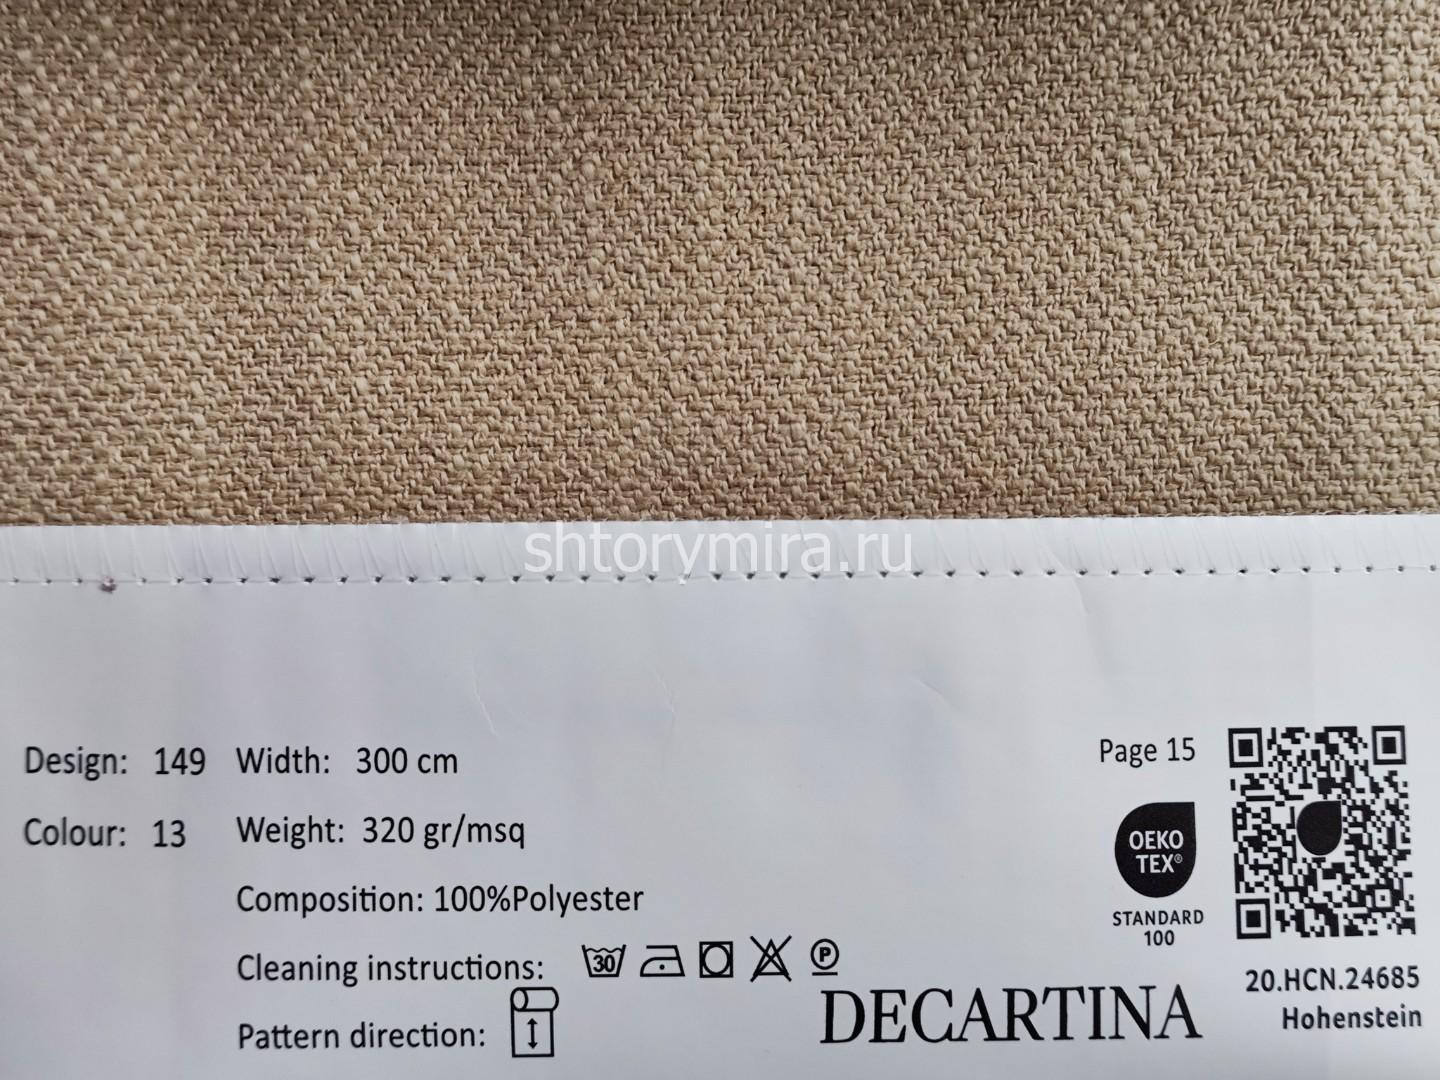 shtorymira.ru
Design: 149 Width: 300 cm
Colour: 13 Weight: 320 gr/msq
Composition: 100%Polyester
Cleaning instructions: 30 P
Pattern direction:
DECARTINA
Page 15
OEKO
TEX®
STANDARD
100
20.HCN.24685
Hohenstein